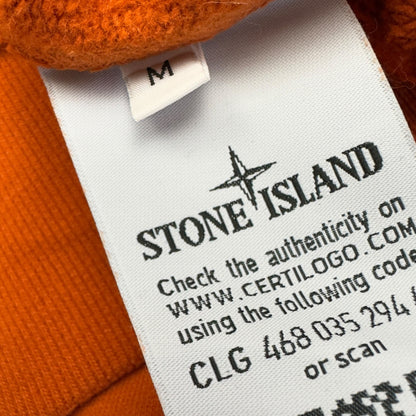 M
STONE ISLAND
Check the authenticity on
WWW.CERTILOGO.COM
using the following code
CLG 468 035 294
or scan